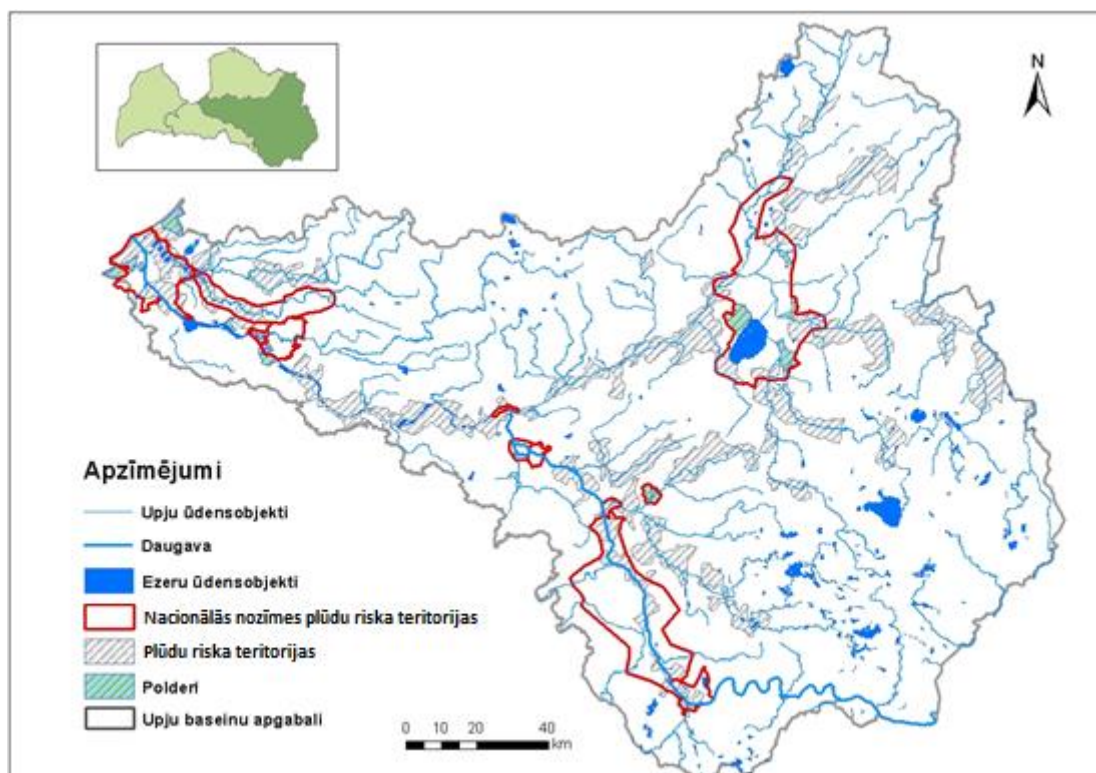 N
Apzīmējumi
Upju ūdensobjekti
Daugava
Ezeru ūdensobjekti
Nacionālās nozīmes plūdu riska teritorijas
Plūdu riska teritorijas
Polderi
Upju baseinu apgabali
0 10 20 40
km